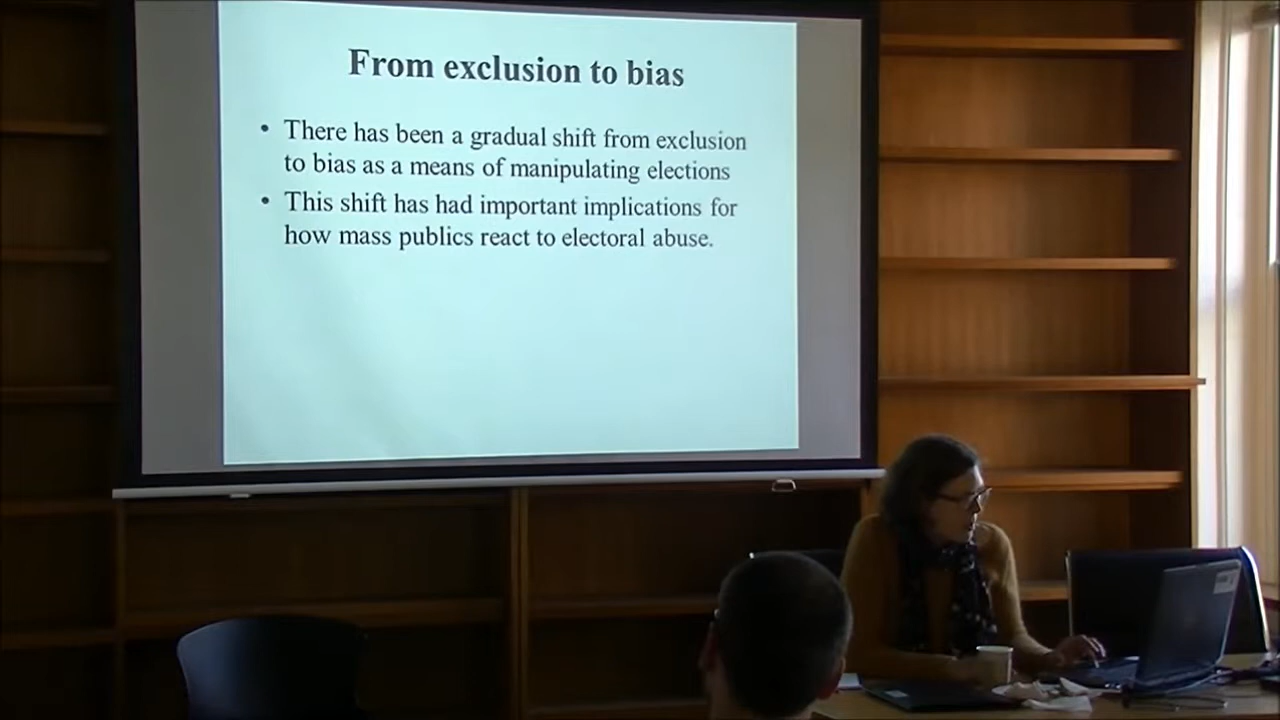 From exclusion to bias
• There has been a gradual shift from exclusion
to bias as a means of manipulating elections
• This shift has had important implications for
how mass publics react to electoral abuse.